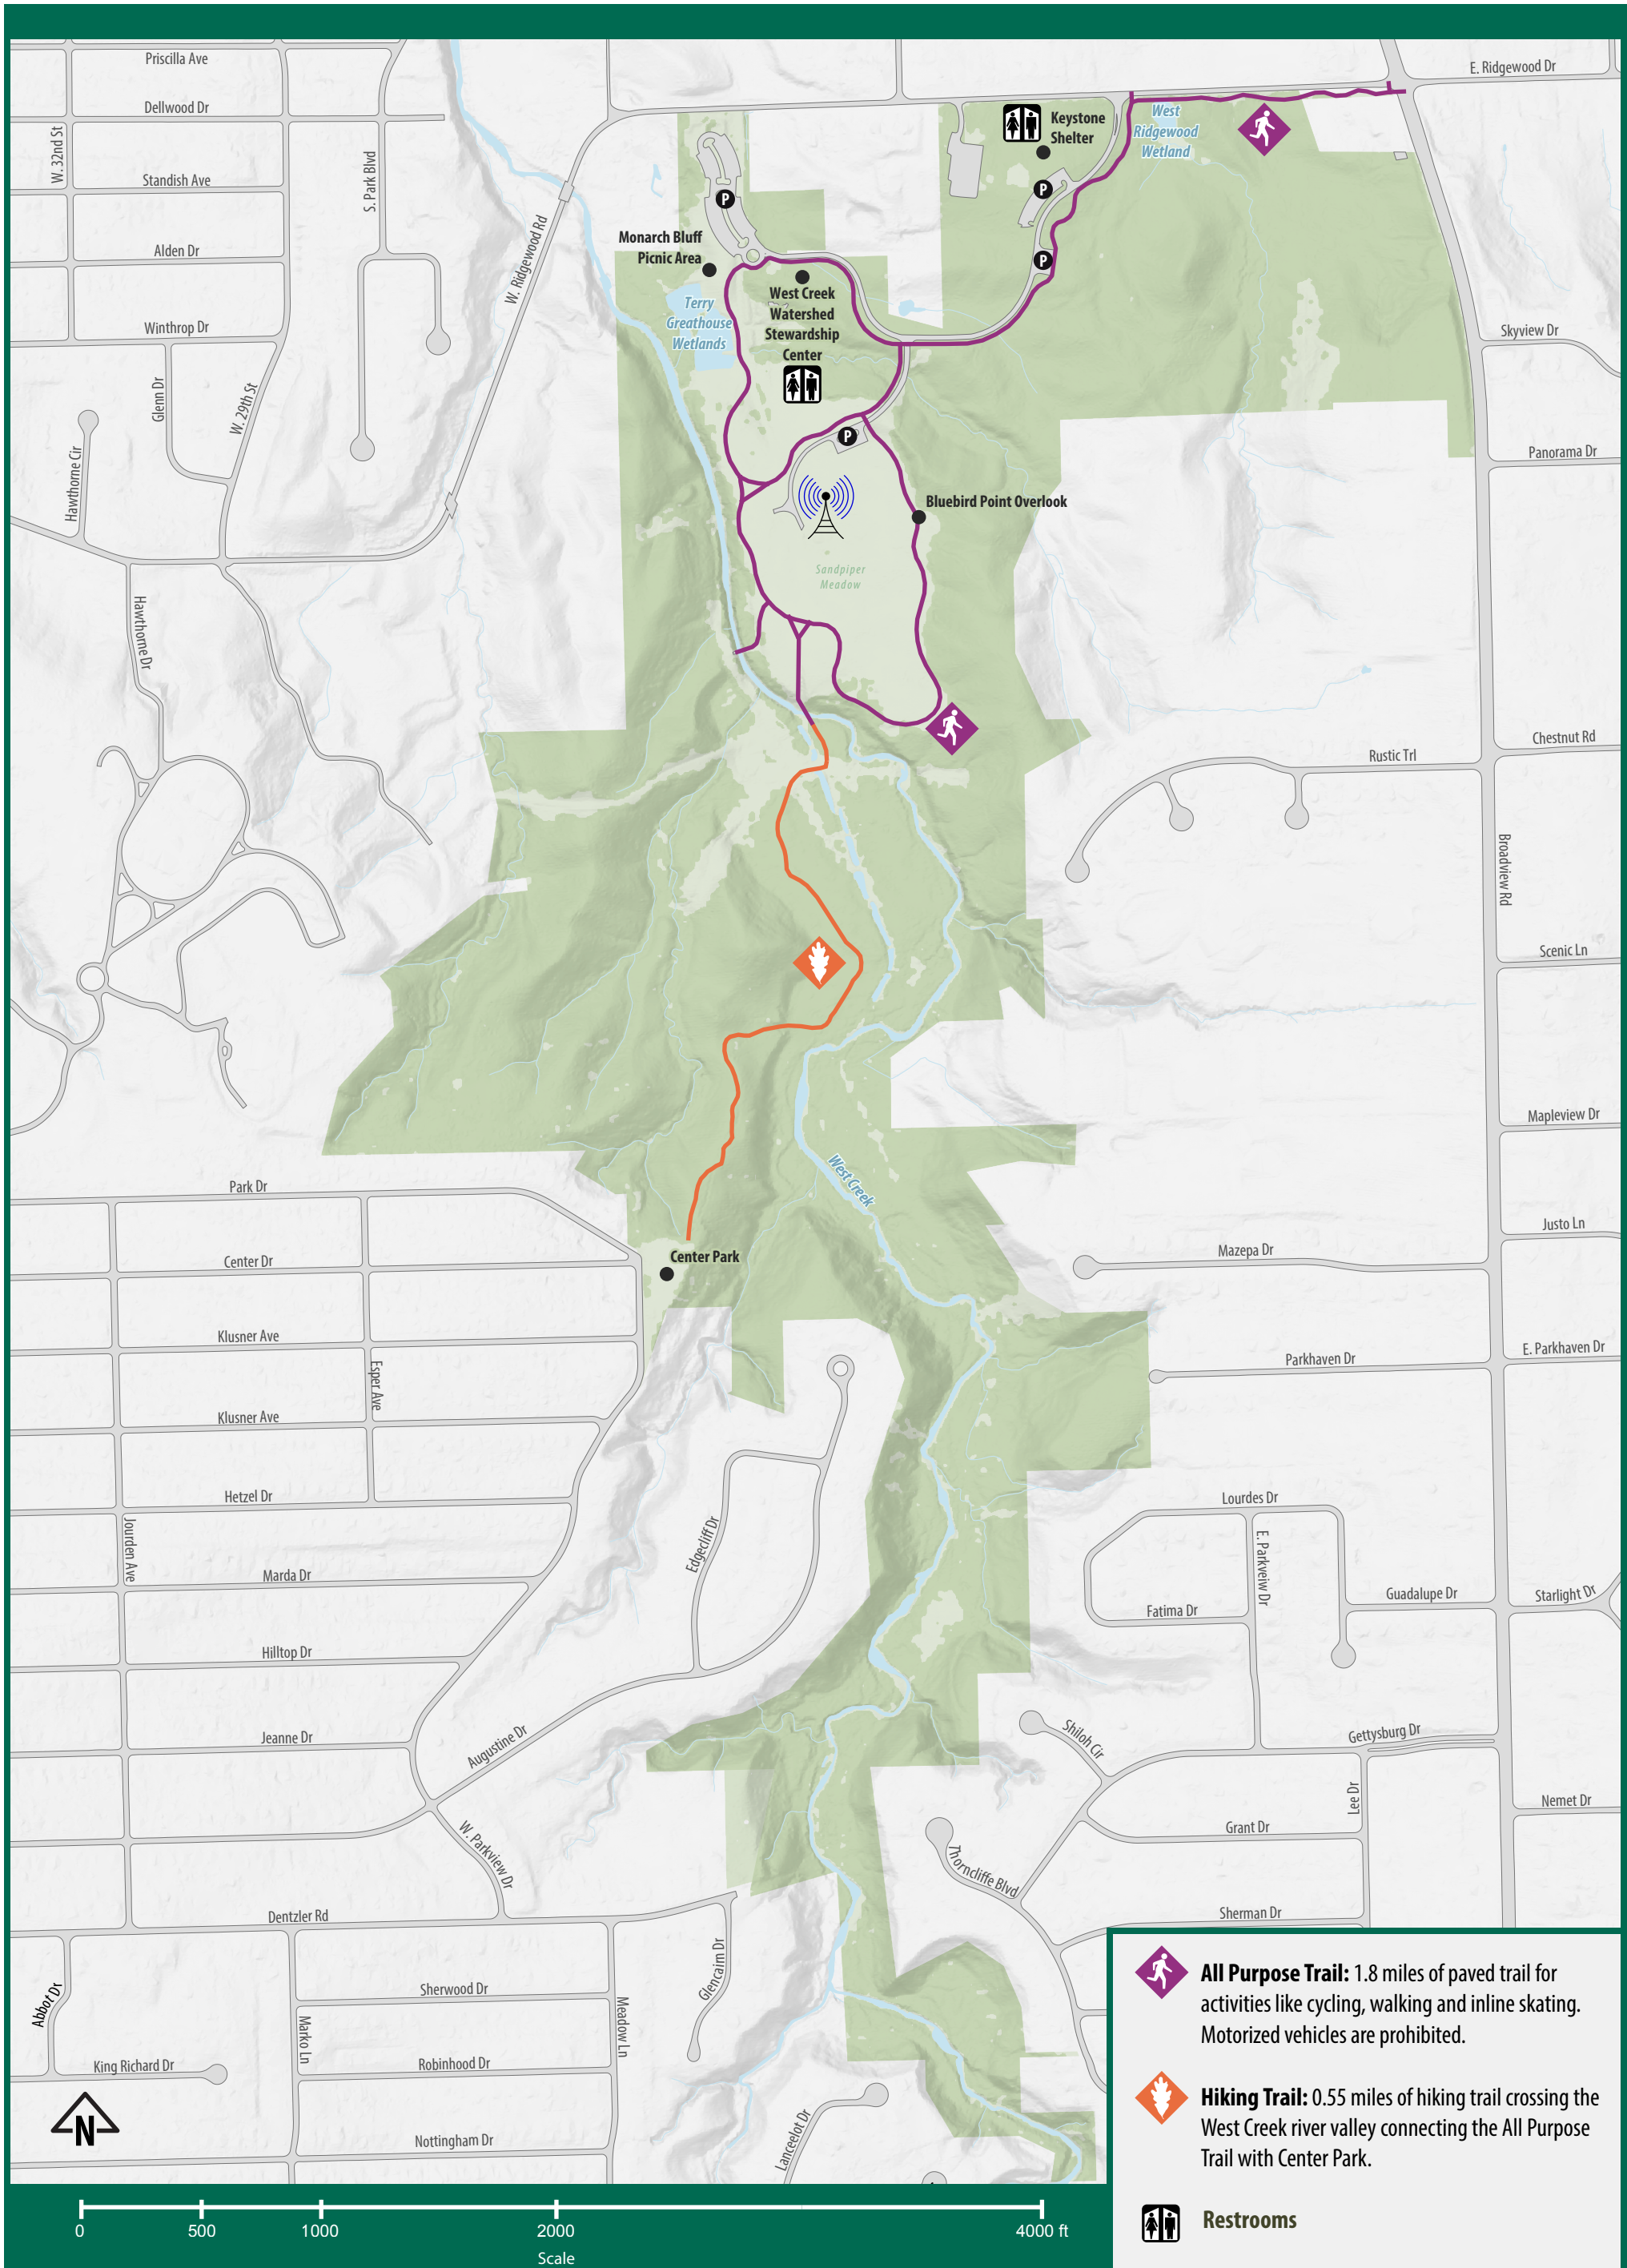 Priscilla Ave
E. Ridgewood Dr
Dellwood Dr
W. 32nd St
Standish Ave
S. Park Blvd
Alden Dr
W. Ridgewood Rd
Winthrop Dr
Glenn Dr
W. 29th St
Hawthorne Cir
Hawthorne Dr
Keystone
Shelter
West
Ridgewood
Wetland
P
P
P
P
Monarch Bluff
Picnic Area
Terry
Greathouse
Wetlands
West Creek
Watershed
Stewardship
Center
Bluebird Point Overlook
Sandpiper
Meadow
Skyview Dr
Panorama Dr
Chestnut Rd
Rustic Trl
Broadview Rd
Scenic Ln
Mapleview Dr
West Creek
Justo Ln
Mazepa Dr
Park Dr
Center Dr
Center Park
Klusner Ave
Esper Ave
Klusner Ave
Hetzel Dr
Jourden Ave
Marda Dr
Hilltop Dr
Jeanne Dr
Augustine Dr
Edgecliff Dr
W. Parkview Dr
Parkhaven Dr
E. Parkhaven Dr
Lourdes Dr
E. Parkveiw Dr
Guadalupe Dr
Starlight Dr
Fatima Dr
Shiloh Cir
Gettysburg Dr
Lee Dr
Nemet Dr
Grant Dr
Thorncliffe Blvd
Sherman Dr
Dentzler Rd
Abbot Dr
Sherwood Dr
Glencairn Dr
Marko Ln
Meadow Ln
King Richard Dr
Robinhood Dr
Nottingham Dr
Lanceelot Dr
N
All Purpose Trail: 1.8 miles of paved trail for
activities like cycling, walking and inline skating.
Motorized vehicles are prohibited.
Hiking Trail: 0.55 miles of hiking trail crossing the
West Creek river valley connecting the All Purpose
Trail with Center Park.
Restrooms
0 500 1000 2000 4000 ft
Scale